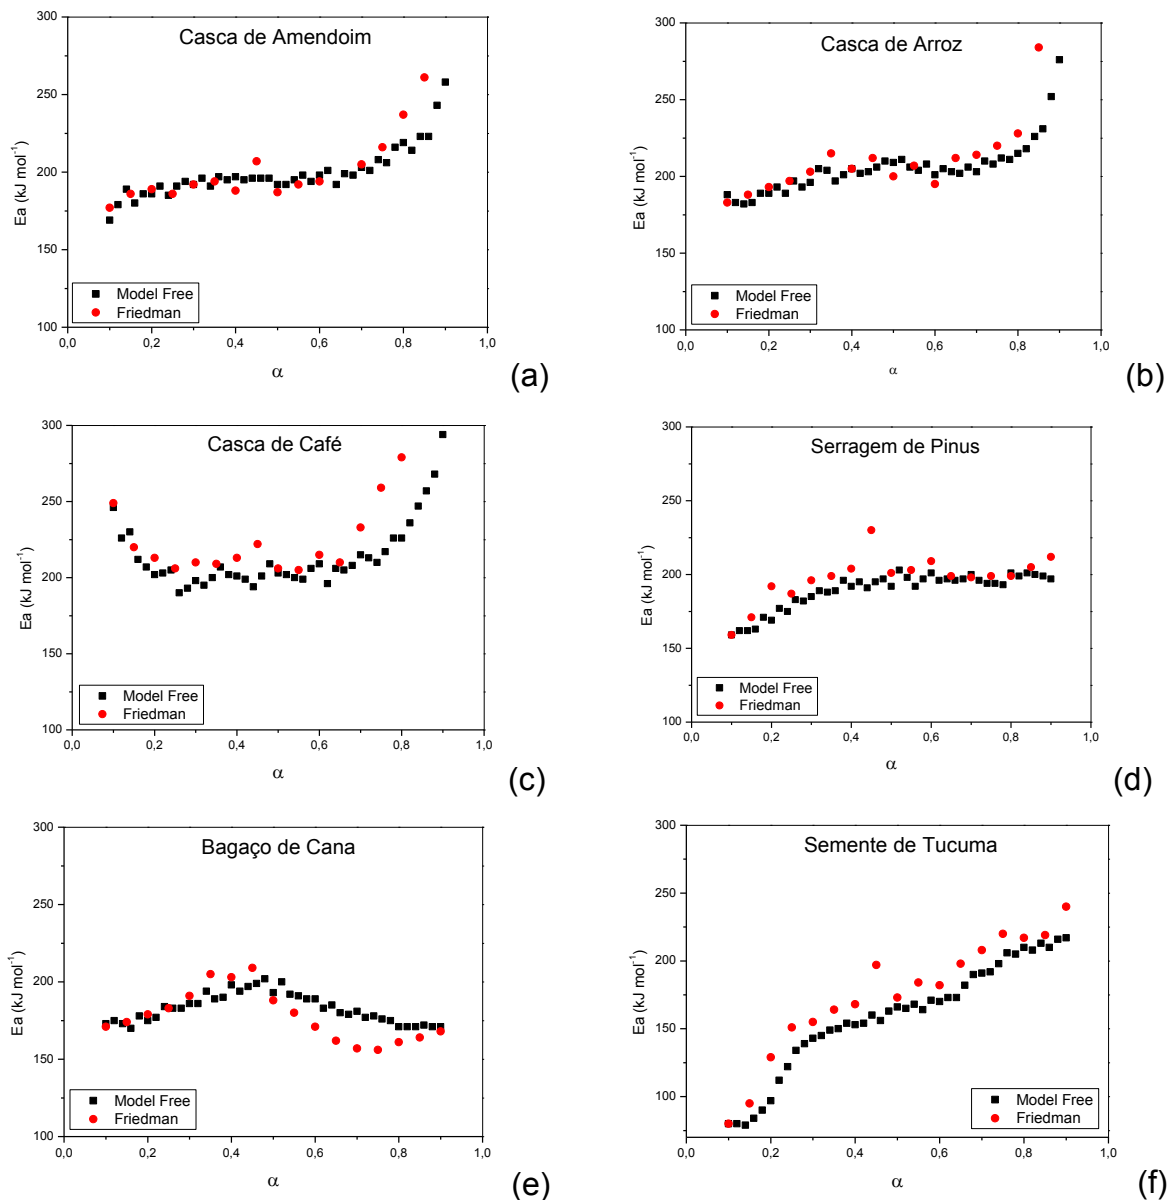 Casca de Amendoim
300
250
200
150
100
Ea (kJ mol⁻¹)
Model Free
Friedman
0,0 0,2 0,4 0,6 0,8 1,0
α
(a)
Casca de Arroz
300
250
200
150
100
Ea (kJ mol⁻¹)
Model Free
Friedman
0,0 0,2 0,4 0,6 0,8 1,0
α
(b)
Casca de Café
300
250
200
150
100
Ea (kJ mol⁻¹)
Model Free
Friedman
0,0 0,2 0,4 0,6 0,8 1,0
α
(c)
Serragem de Pinus
300
250
200
150
100
Ea (kJ mol⁻¹)
Model Free
Friedman
0,0 0,2 0,4 0,6 0,8 1,0
α
(d)
Bagaço de Cana
300
250
200
150
100
Ea (kJ mol⁻¹)
Model Free
Friedman
0,0 0,2 0,4 0,6 0,8 1,0
α
(e)
Semente de Tucuma
300
250
200
150
100
Ea (kJ mol⁻¹)
Model Free
Friedman
0,0 0,2 0,4 0,6 0,8 1,0
α
(f)